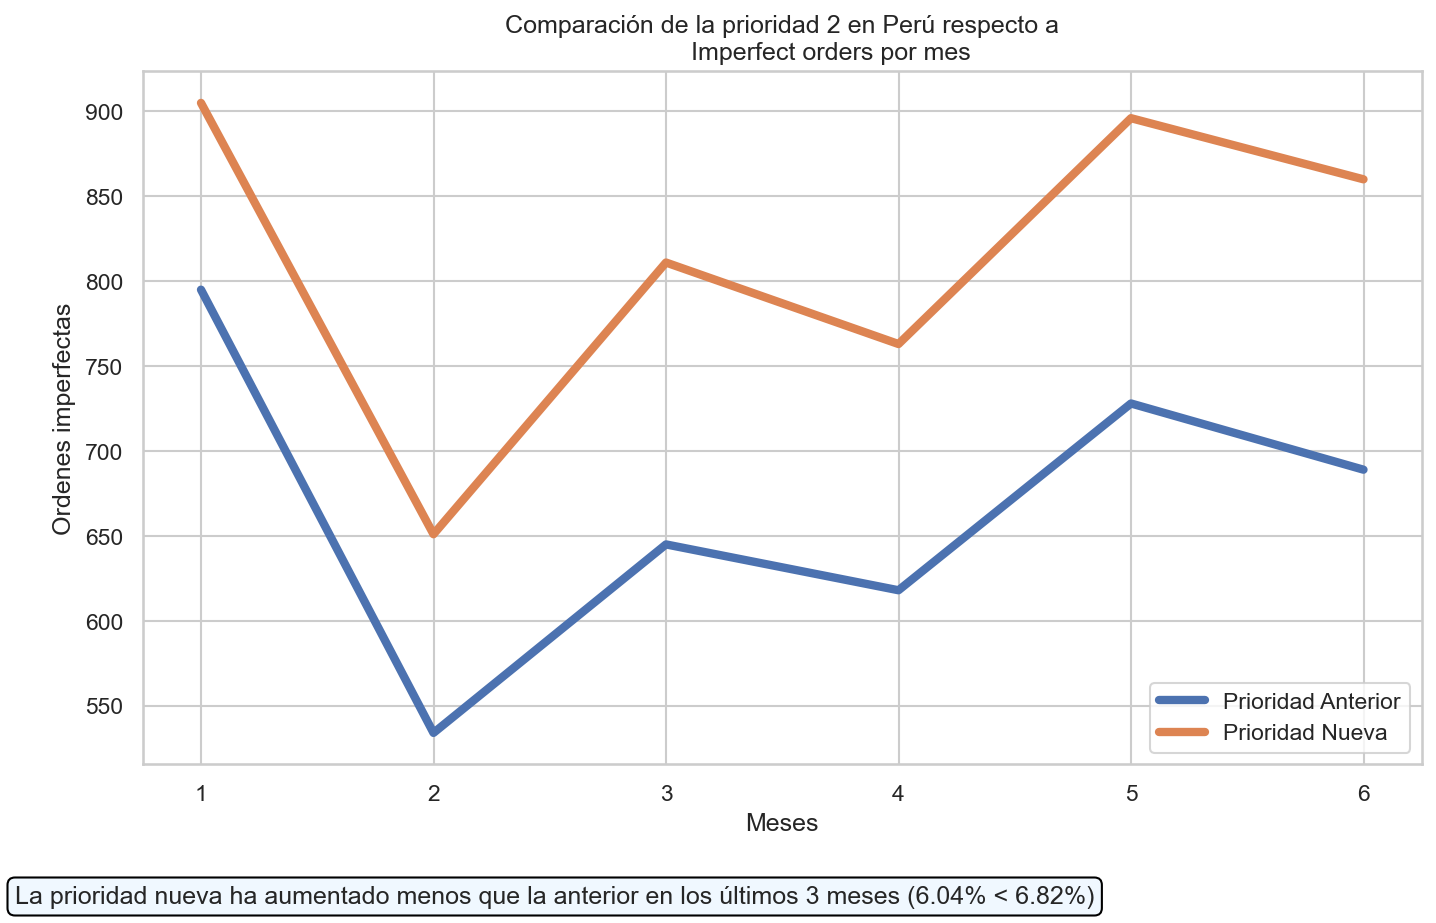 Comparación de la prioridad 2 en Perú respecto a
Imperfect orders por mes
Ordenes imperfectas
900
850
800
750
700
650
600
550
1 2 3 4 5 6
Meses
Prioridad Anterior
Prioridad Nueva
La prioridad nueva ha aumentado menos que la anterior en los últimos 3 meses (6.04% < 6.82%)